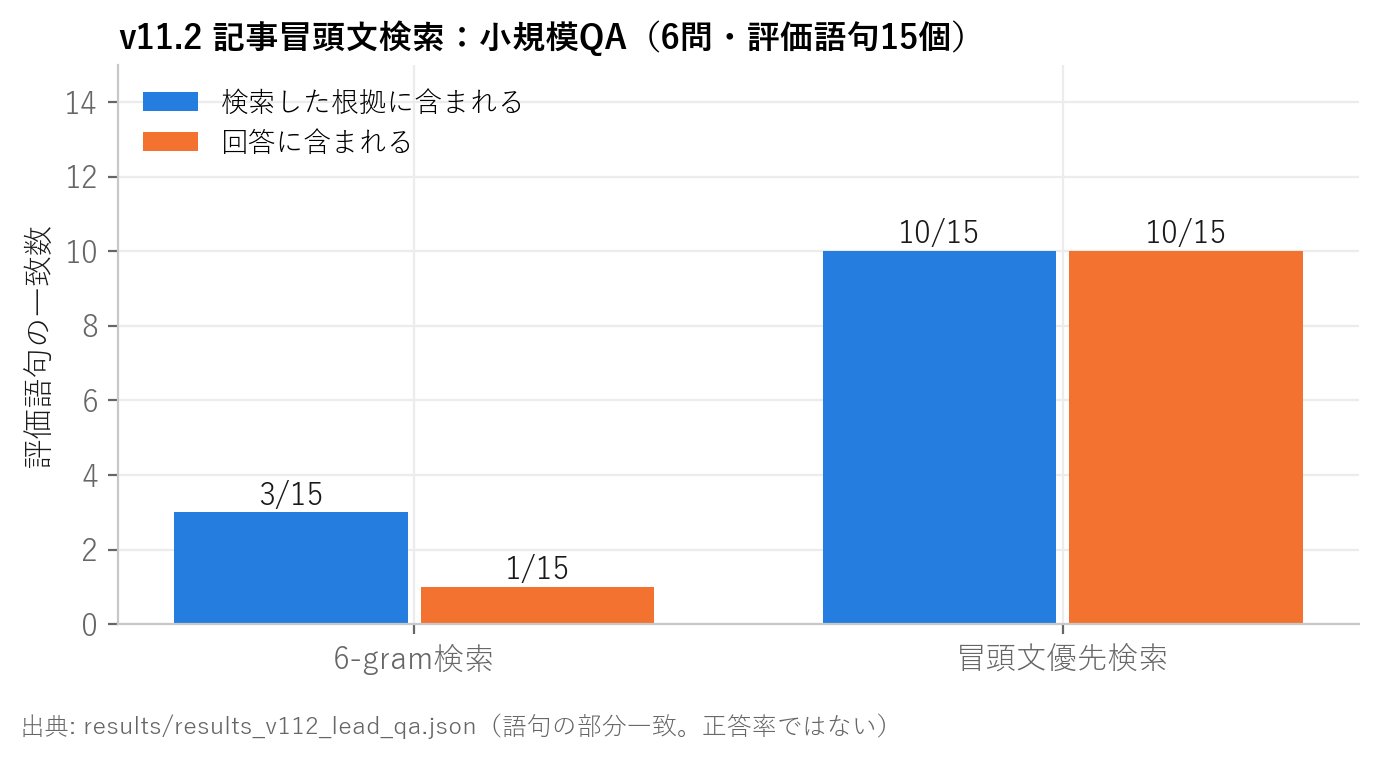 v11.2 記事冒頭文検索：小規模QA（6問・評価語句15個）
検索した根拠に含まれる
回答に含まれる
評価語句の一致数
14
12
10
8
6
4
2
0
3/15
1/15
10/15
10/15
6-gram検索
冒頭文優先検索
出典: results/results_v112_lead_qa.json（語句の部分一致。正答率ではない）